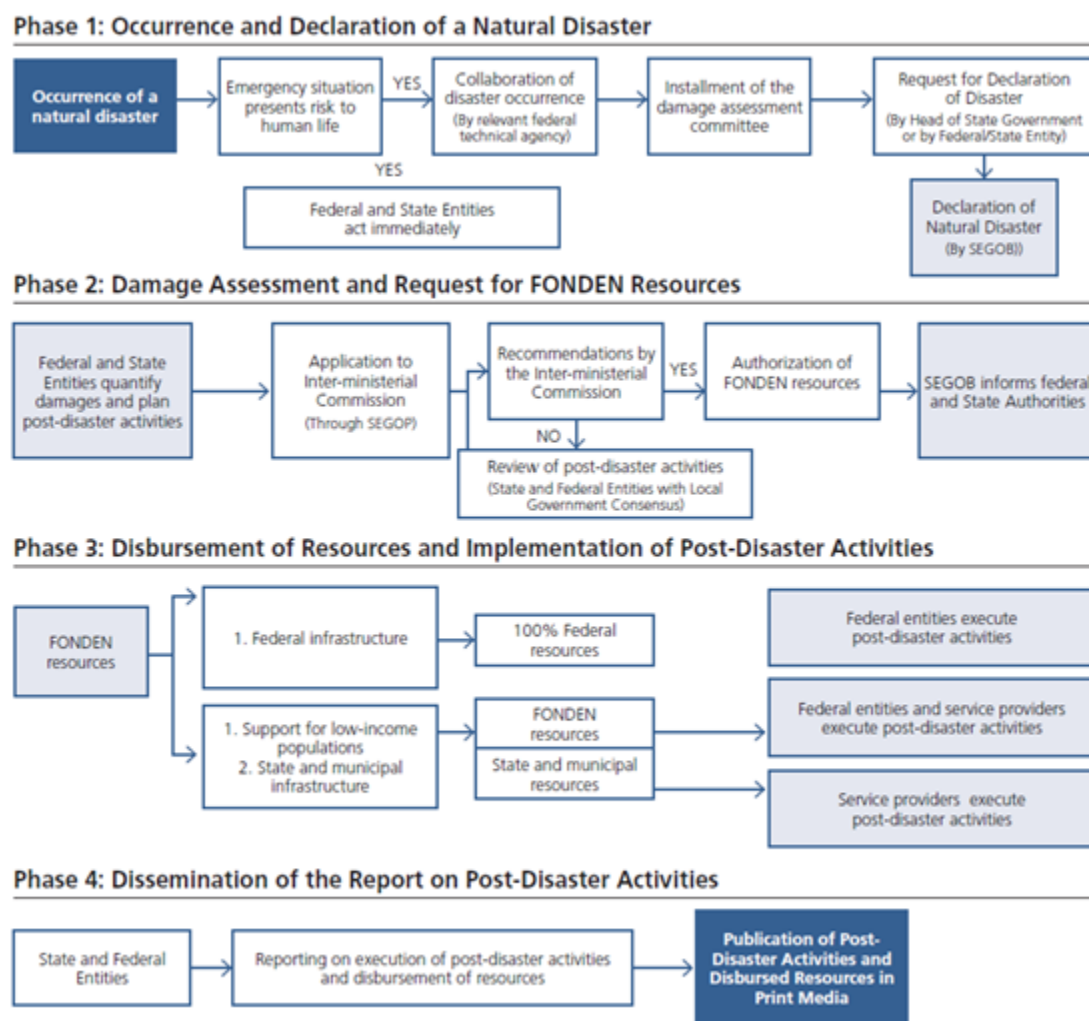 Phase 1: Occurrence and Declaration of a Natural Disaster
Occurrence of a
natural disaster
Emergency situation
presents risk to
human life
YES
Collaboration of
disaster occurrence
(By relevant federal
technical agency)
Installment of the
damage assessment
committee
Request for Declaration
of Disaster
(By Head of State Government
or by Federal/State Entity)
YES
Federal and State Entities
act immediately
Declaration of
Natural Disaster
(By SEGOB))
Phase 2: Damage Assessment and Request for FONDEN Resources
Federal and State
Entities quantify
damages and plan
post-disaster activities
Application to
Inter-ministerial
Commission
(Through SEGOP)
Recommendations by
the Inter-ministerial
Commission
YES
Authorization of
FONDEN resources
SEGOB informs federal
and State Authorities
NO
Review of post-disaster activities
(State and Federal Entities with Local
Government Consensus)
Phase 3: Disbursement of Resources and Implementation of Post-Disaster Activities
FONDEN
resources
1. Federal infrastructure
100% Federal
resources
Federal entities execute
post-disaster activities
1. Support for low-income
populations
2. State and municipal
infrastructure
FONDEN
resources
State and municipal
resources
Federal entities and service providers
execute post-disaster activities
Service providers execute
post-disaster activities
Phase 4: Dissemination of the Report on Post-Disaster Activities
State and Federal
Entities
Reporting on execution of post-disaster activities
and disbursement of resources
Publication of Post-
Disaster Activities and
Disbursed Resources in
Print Media